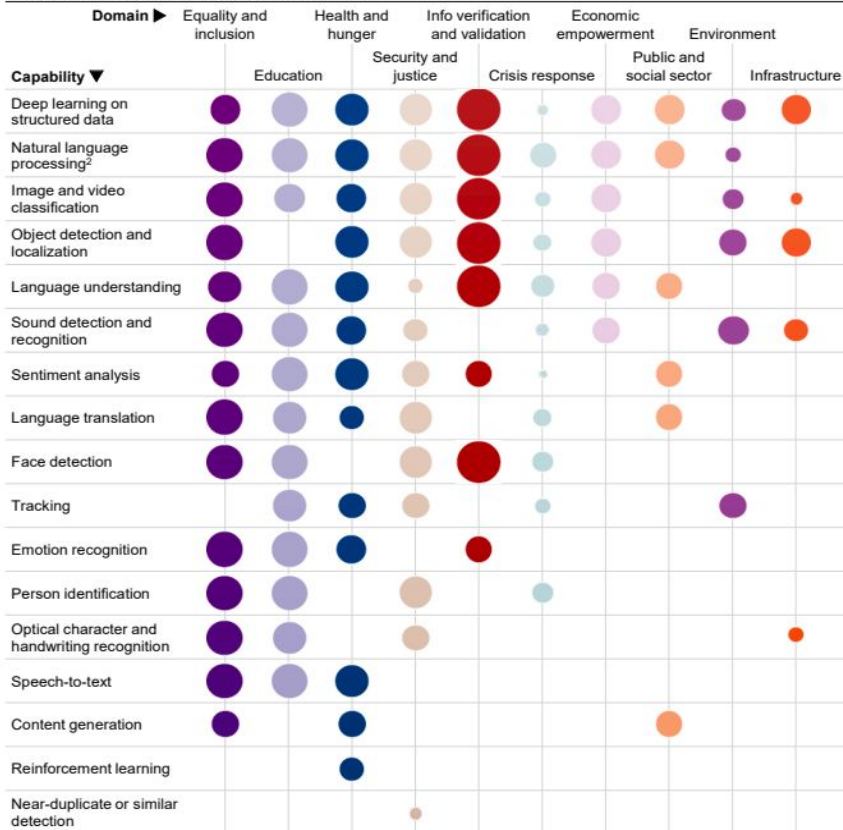 Domain ▶ Equality and Health and Info verification Economic
inclusion hunger and validation empowerment Environment
Security and Public and
Capability ▼ Education justice Crisis response social sector Infrastructure
Deep learning on
structured data
Natural language
processing²
Image and video
classification
Object detection and
localization
Language understanding
Sound detection and
recognition
Sentiment analysis
Language translation
Face detection
Tracking
Emotion recognition
Person identification
Optical character and
handwriting recognition
Speech-to-text
Content generation
Reinforcement learning
Near-duplicate or similar
detection